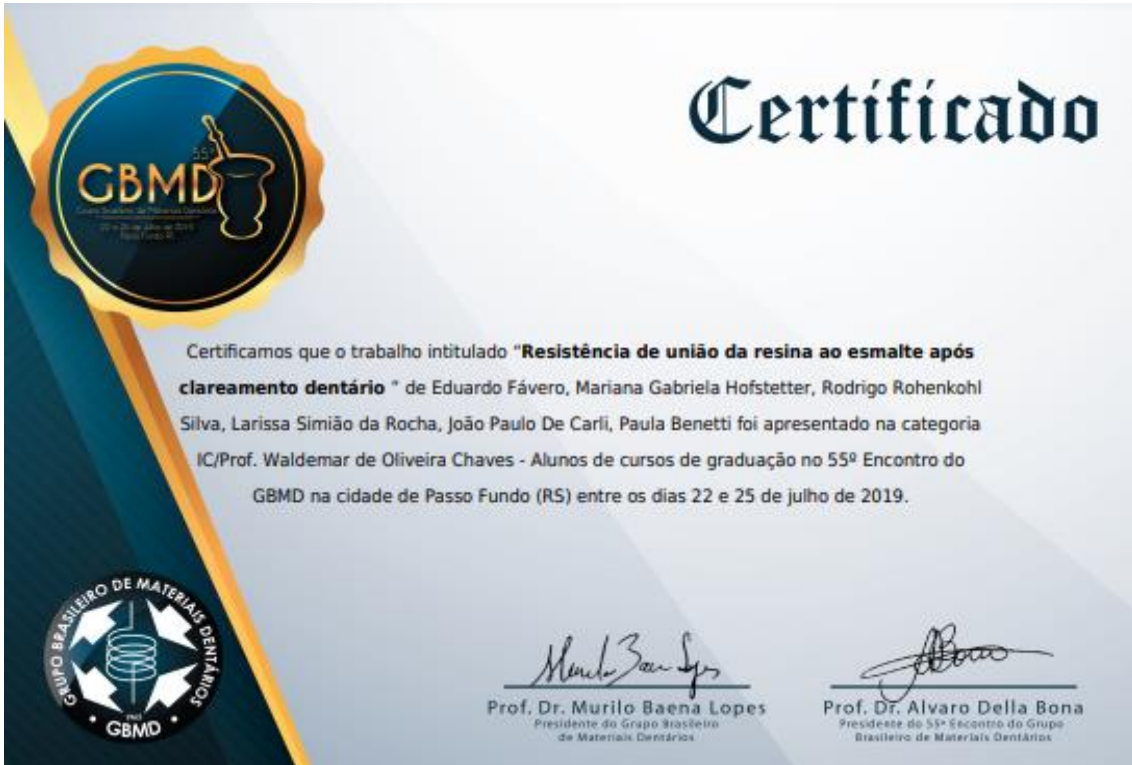 Certificado
55º
GBMD
Certificamos que o trabalho intitulado "Resistência de união da resina ao esmalte após
clareamento dentário " de Eduardo Fávero, Mariana Gabriela Hofstetter, Rodrigo Rohenkohl
Silva, Larissa Simião da Rocha, João Paulo De Carli, Paula Benetti foi apresentado na categoria
IC/Prof. Waldemar de Oliveira Chaves - Alunos de cursos de graduação no 55º Encontro do
GBMD na cidade de Passo Fundo (RS) entre os dias 22 e 25 de julho de 2019.
GRUPO BRASILEIRO DE MATERIAIS DENTÁRIOS
GBMD
Prof. Dr. Murilo Baena Lopes
Presidente do Grupo Brasileiro
de Materiais Dentários
Prof. Dr. Alvaro Della Bona
Presidente do 55º Encontro do Grupo
Brasileiro de Materiais Dentários